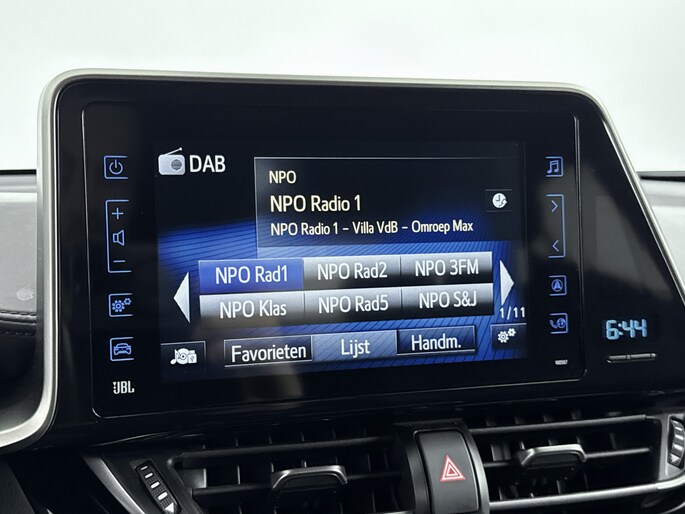 DAB
NPO
NPO Radio 1
NPO Radio 1 - Villa VdB - Omroep Max
NPO Rad1 NPO Rad2 NPO 3FM
NPO Klas NPO Rad5 NPO S&J
1/11
Favorieten Lijst Handm.
JBL
6:44